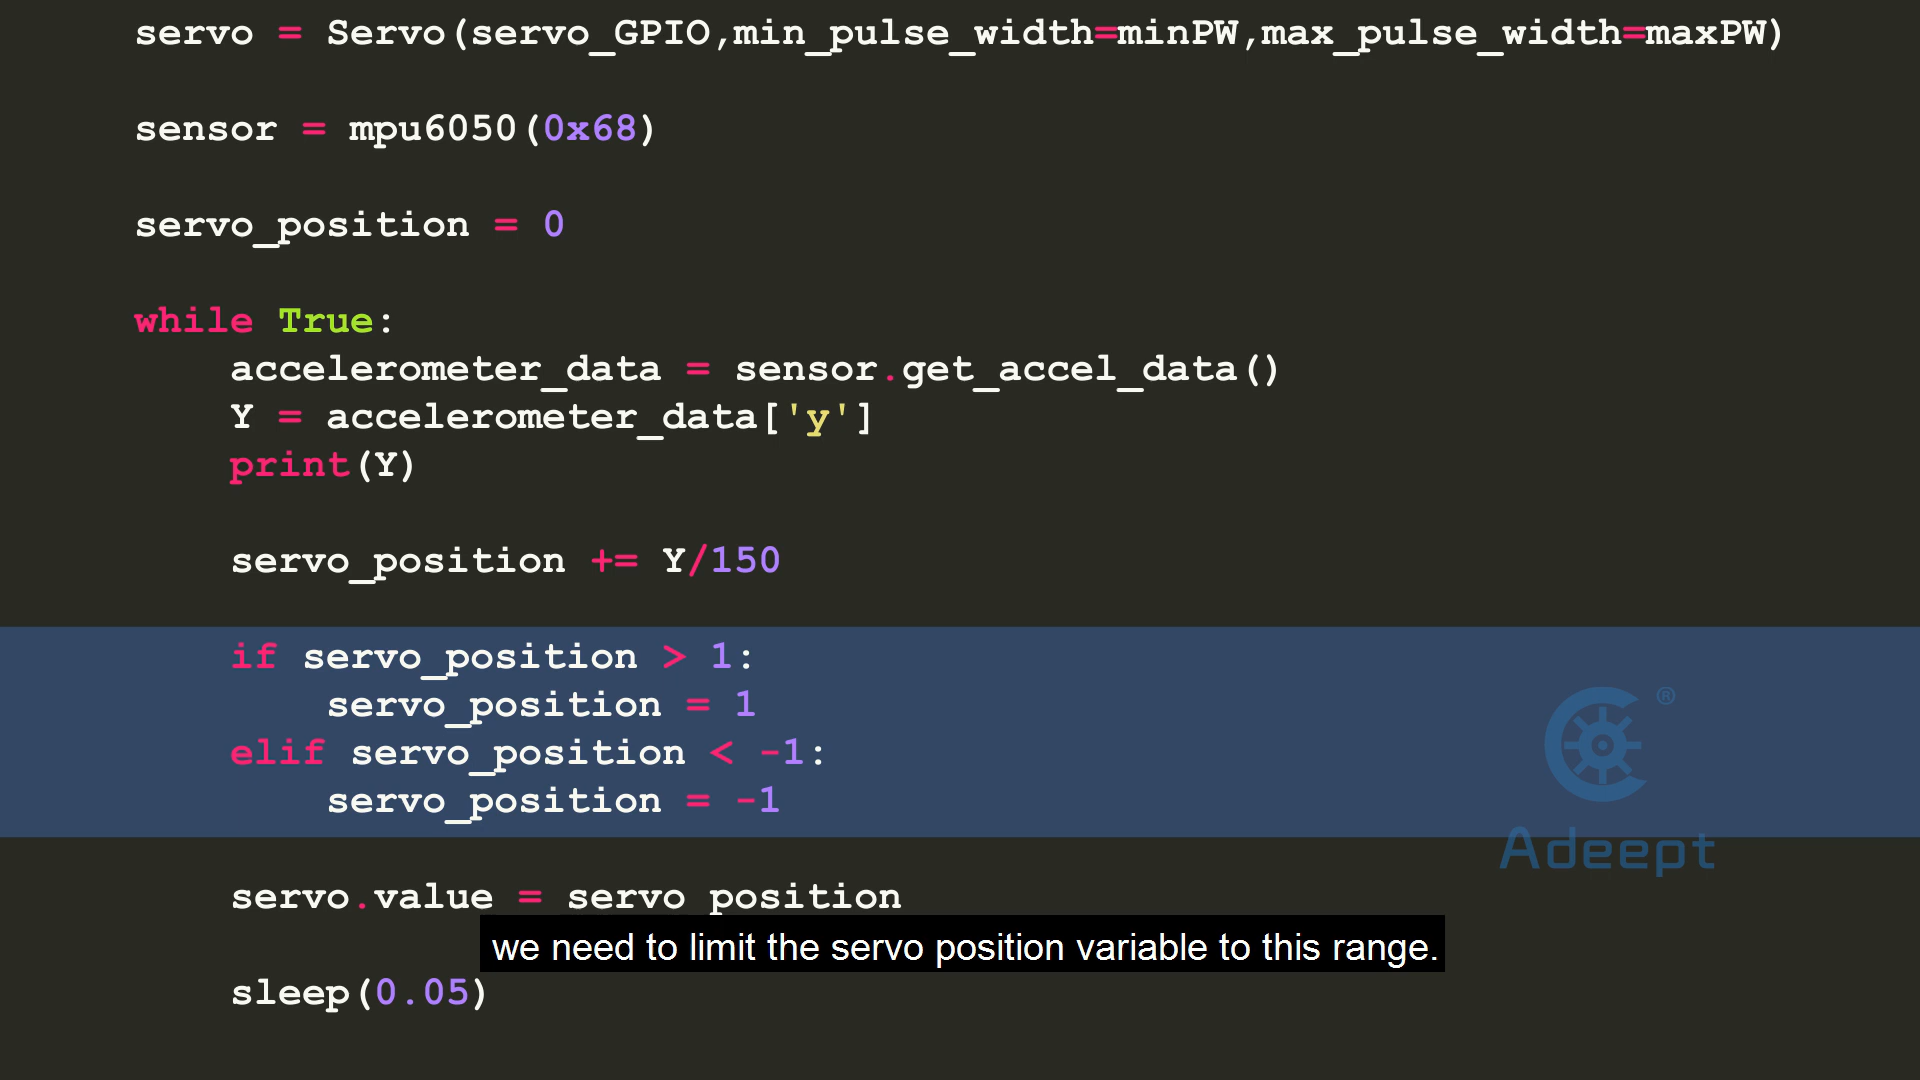 servo = Servo(servo_GPIO,min_pulse_width=minPW,max_pulse_width=maxPW)
sensor = mpu6050(0x68)
servo_position = 0
while True:
accelerometer_data = sensor.get_accel_data()
Y = accelerometer_data['y']
print(Y)
servo_position += Y/150
if servo_position > 1:
servo_position = 1
elif servo_position < -1:
servo_position = -1
®
Adeept
servo.value = servo position
we need to limit the servo position variable to this range.
sleep(0.05)